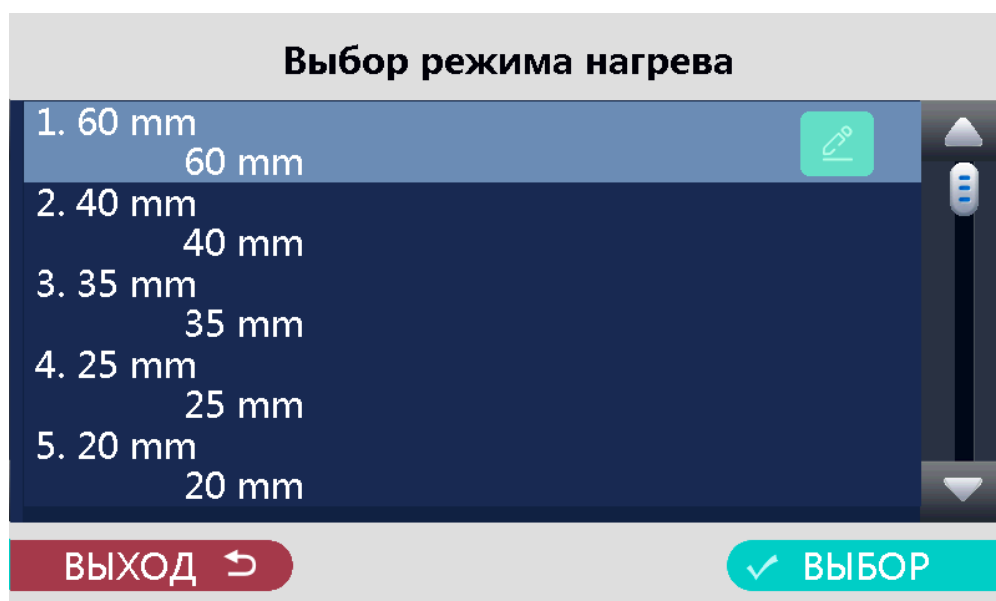 Выбор режима нагрева
1. 60 mm
60 mm
2. 40 mm
40 mm
3. 35 mm
35 mm
4. 25 mm
25 mm
5. 20 mm
20 mm
ВЫХОД
ВЫБОР